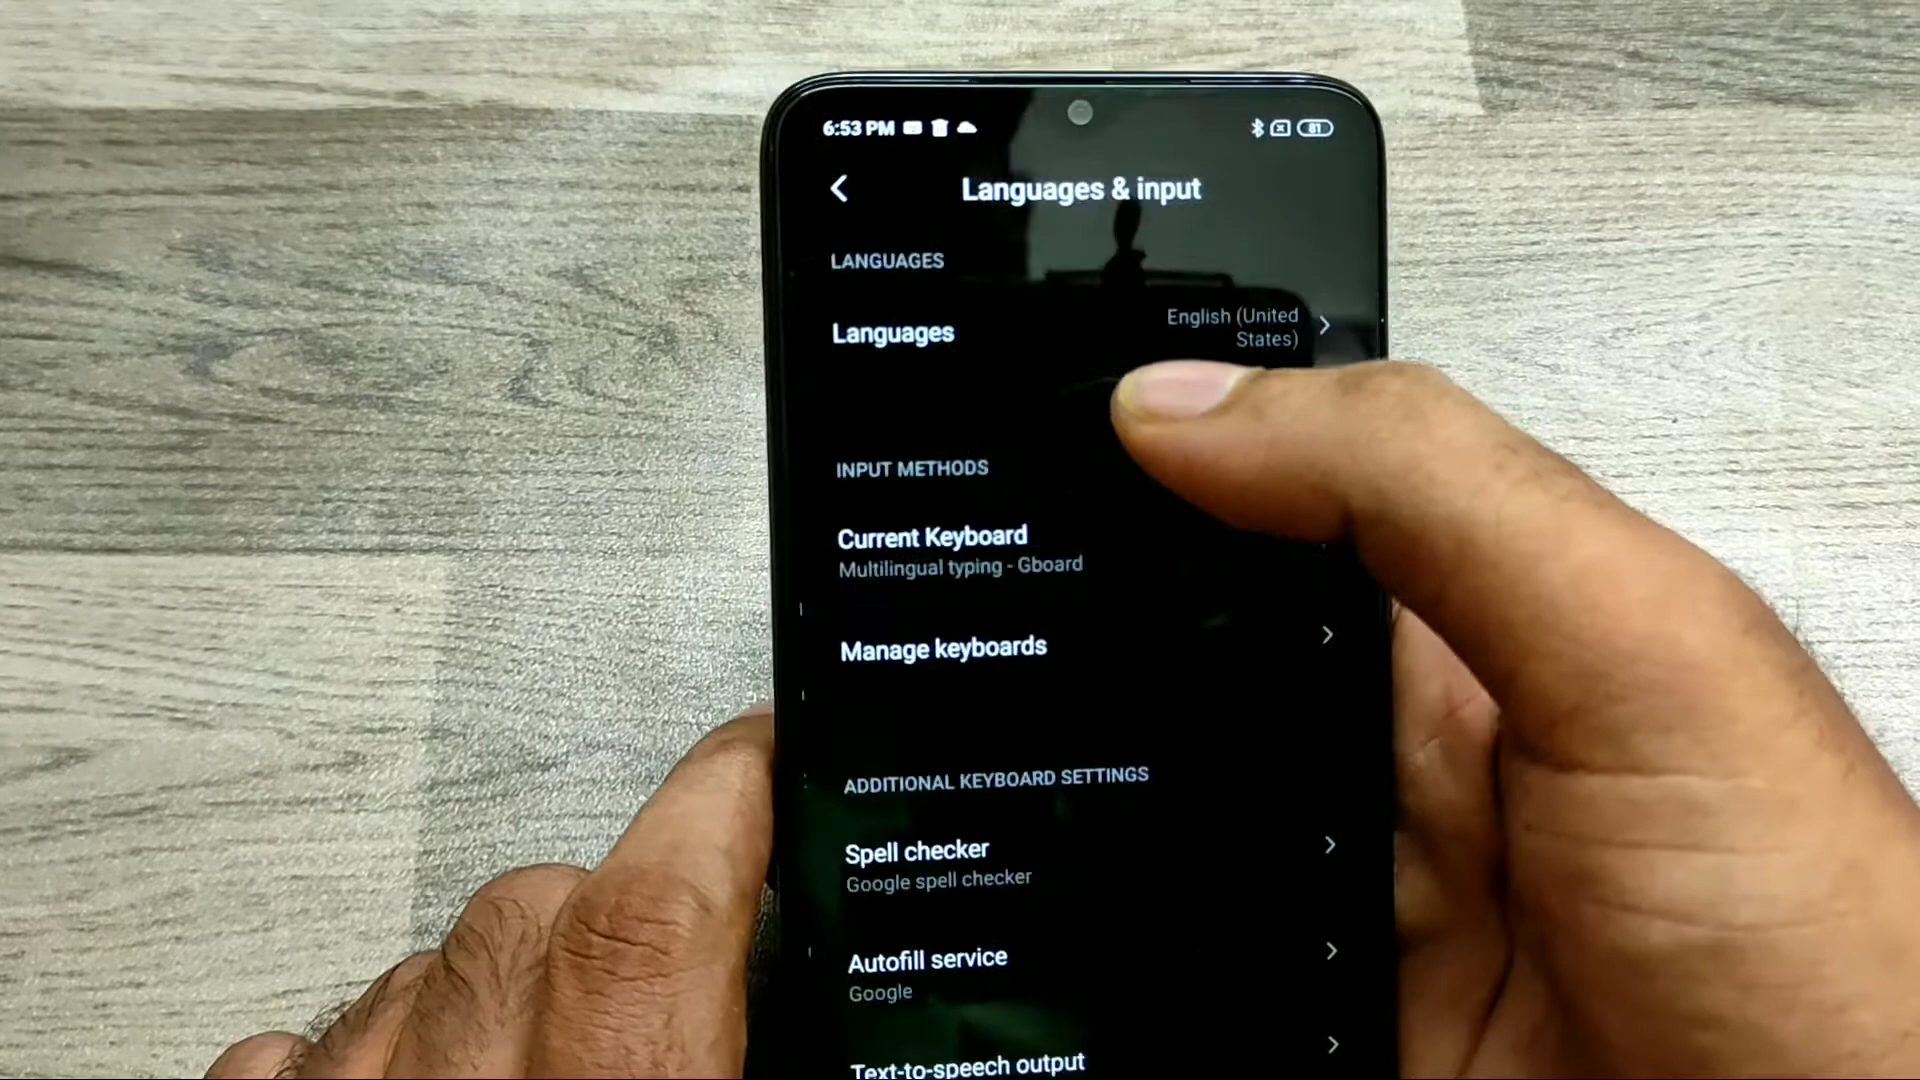 6:53 PM
81
Languages & input
LANGUAGES
Languages
English (United
States)
INPUT METHODS
Current Keyboard
Multilingual typing - Gboard
Manage keyboards
ADDITIONAL KEYBOARD SETTINGS
Spell checker
Google spell checker
Autofill service
Google
Text-to-speech output